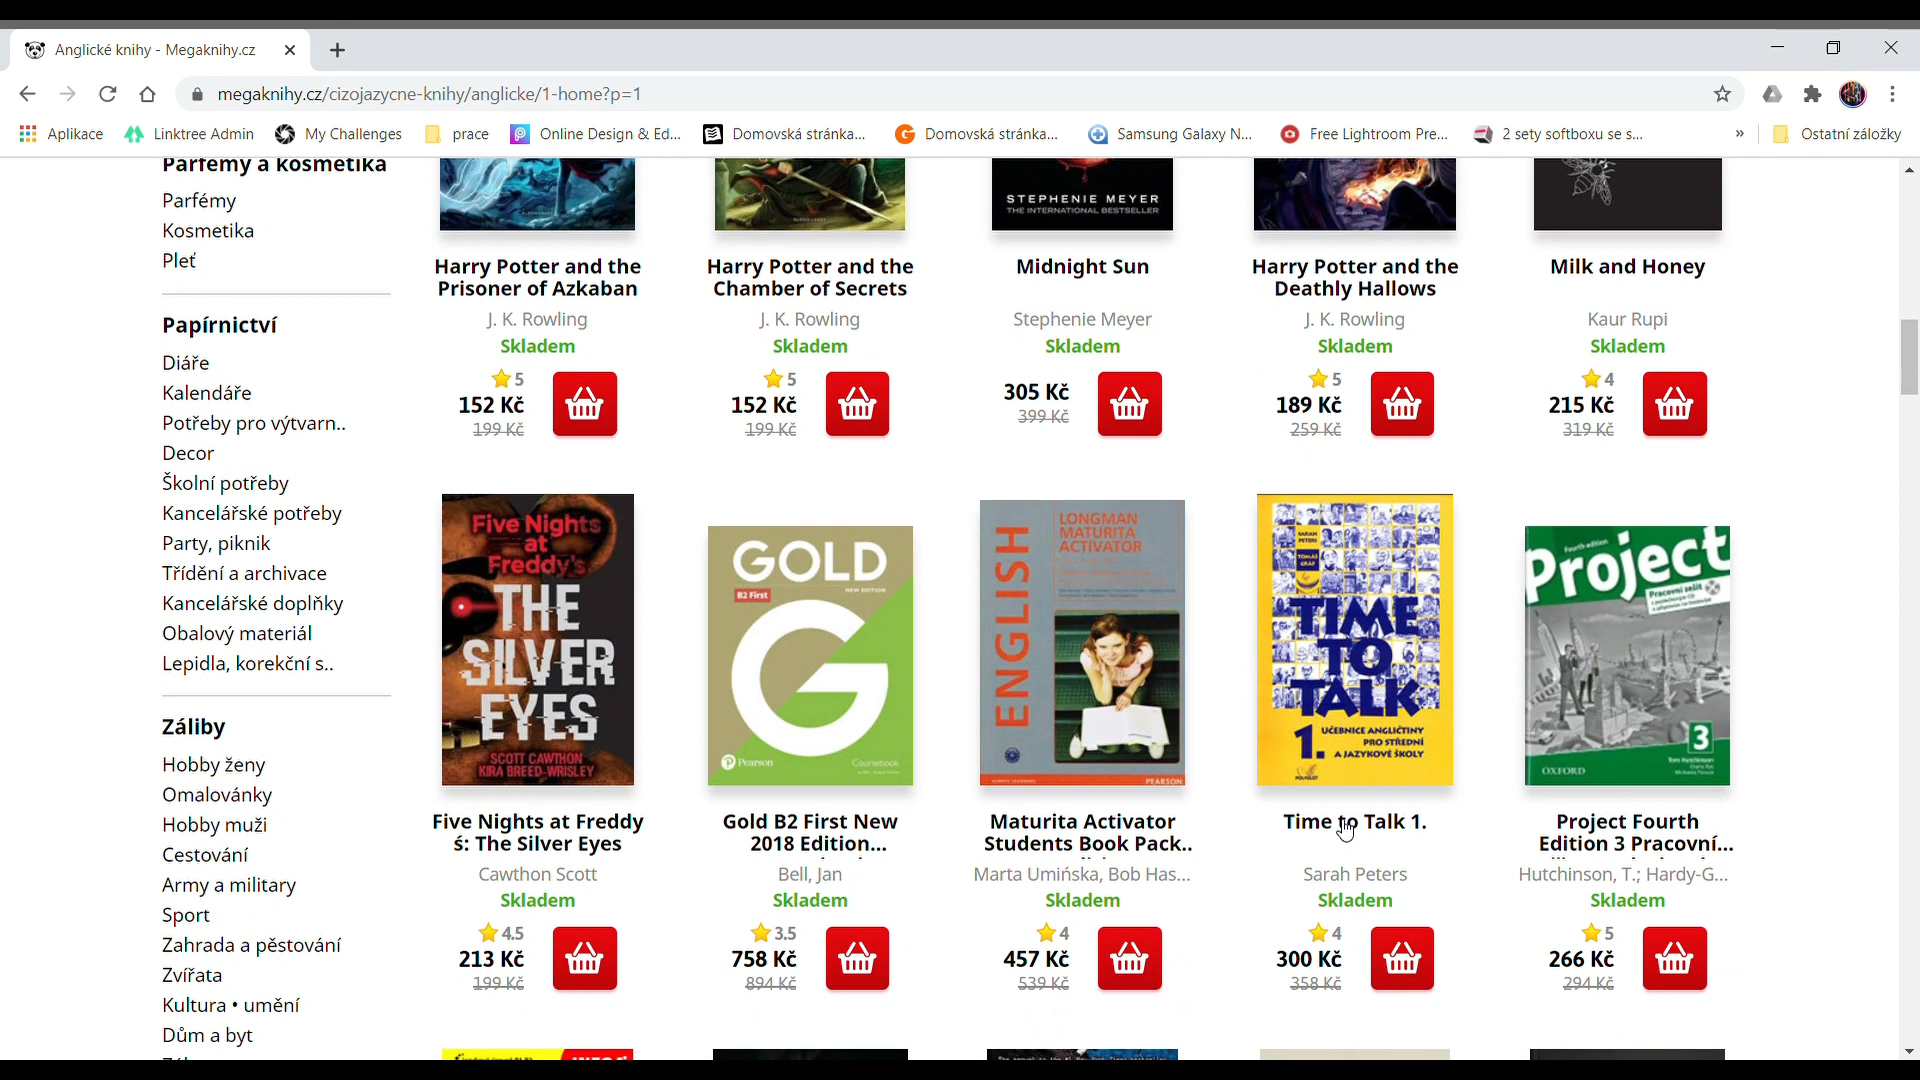 Anglické knihy - Megaknihy.cz
megaknihy.cz/cizojazycne-knihy/anglicke/1-home?p=1
Aplikace
Linktree Admin
My Challenges
prace
Online Design & Ed...
Domovská stránka...
Domovská stránka...
Samsung Galaxy N...
Free Lightroom Pre...
2 sety softboxu se s...
»
Ostatní záložky
Parfémy a kosmetika
Parfémy
Kosmetika
Pleť
Papírnictví
Diáře
Kalendáře
Potřeby pro výtvarn..
Decor
Školní potřeby
Kancelářské potřeby
Party, piknik
Třídění a archivace
Kancelářské doplňky
Obalový materiál
Lepidla, korekční s..
Záliby
Hobby ženy
Omalovánky
Hobby muži
Cestování
Army a military
Sport
Zahrada a pěstování
Zvířata
Kultura • umění
Dům a byt
STEPHENIE MEYER
THE INTERNATIONAL BESTSELLER
Harry Potter and the
Prisoner of Azkaban
J. K. Rowling
Skladem
5
152 Kč
199 Kč
Harry Potter and the
Chamber of Secrets
J. K. Rowling
Skladem
5
152 Kč
199 Kč
Midnight Sun
Stephenie Meyer
Skladem
305 Kč
399 Kč
Harry Potter and the
Deathly Hallows
J. K. Rowling
Skladem
5
189 Kč
259 Kč
Milk and Honey
Kaur Rupi
Skladem
4
215 Kč
319 Kč
Five Nights
at
Freddy's
THE
SILVER
EYES
SCOTT CAWTHON
KIRA BREED-WRISLEY
Five Nights at Freddy
ś: The Silver Eyes
Cawthon Scott
Skladem
4.5
213 Kč
199 Kč
GOLD
NEW EDITION
B2 First
G
Pearson
Coursebook
Gold B2 First New
2018 Edition...
Bell, Jan
Skladem
3.5
758 Kč
894 Kč
ENGLISH
LONGMAN
MATURITA
ACTIVATOR
PEARSON
Maturita Activator
Students Book Pack..
Marta Umińska, Bob Has...
Skladem
4
457 Kč
539 Kč
SARAH
PETERS
TOMÁŠ
GRÁF
TIME
TO
TALK
1.
UČEBNICE ANGLIČTINY
PRO STŘEDNÍ
A JAZYKOVÉ ŠKOLY
POLYGLOT
Time to Talk 1.
Sarah Peters
Skladem
4
300 Kč
358 Kč
Fourth edition
Project
Pracovní sešit
3
Tom Hutchinson
OXFORD
Project Fourth
Edition 3 Pracovní...
Hutchinson, T.; Hardy-G...
Skladem
5
266 Kč
294 Kč